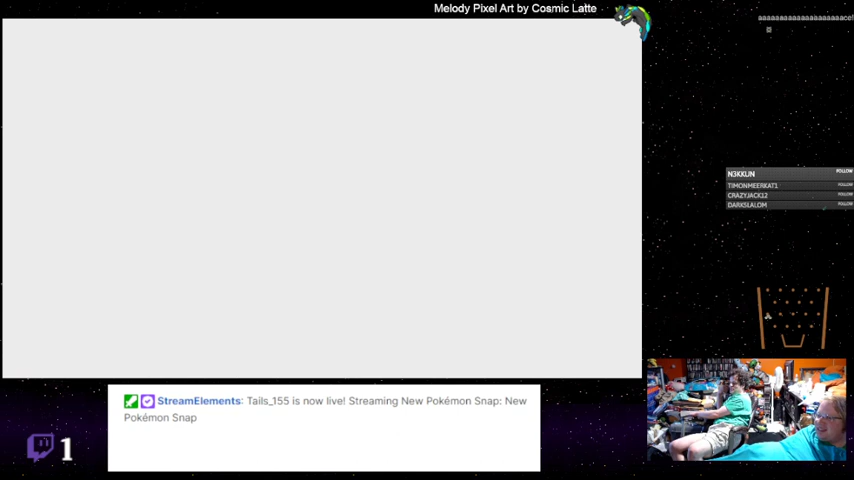 Melody Pixel Art by Cosmic Latte
aaaaaaaaaaaaaaaaaaaace!
N3KKUN FOLLOW
TIMONMEERKAT1 FOLLOW
CRAZYJACK12 FOLLOW
DARKSLALOM FOLLOW
StreamElements: Tails_155 is now live! Streaming New Pokémon Snap: New
Pokémon Snap
1